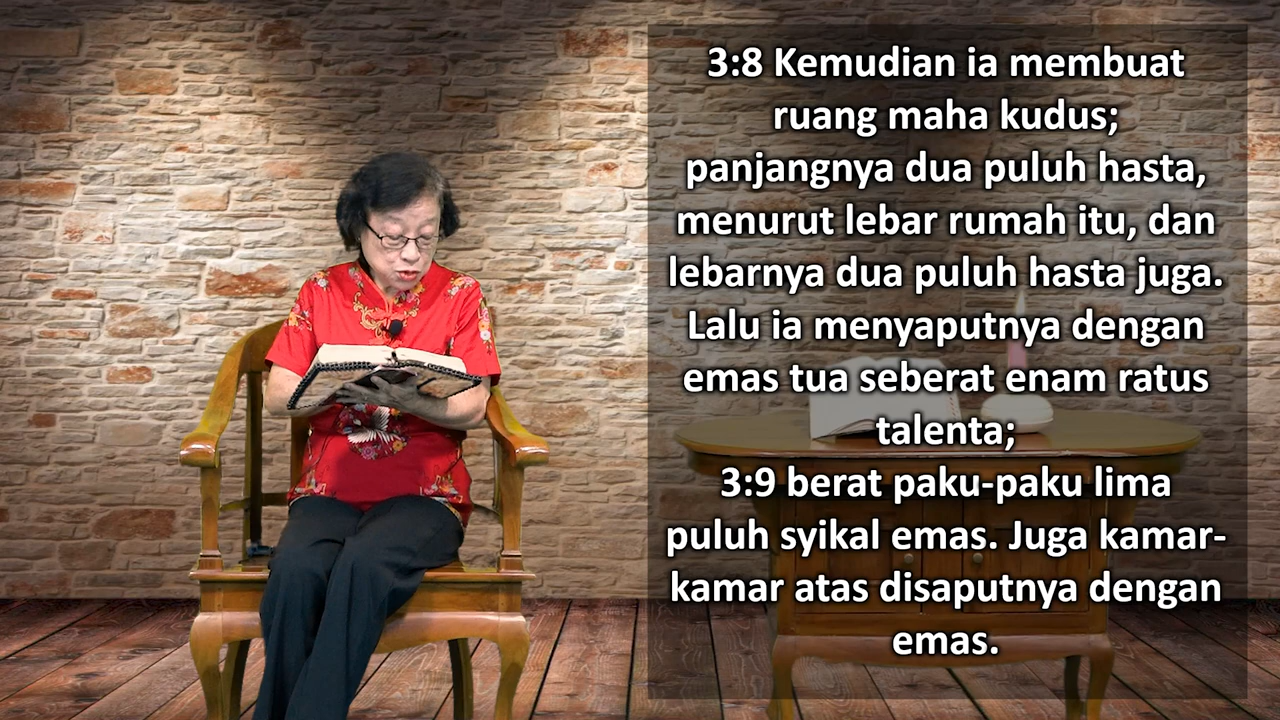 3:8 Kemudian ia membuat
ruang maha kudus;
panjangnya dua puluh hasta,
menurut lebar rumah itu, dan
lebarnya dua puluh hasta juga.
Lalu ia menyaputnya dengan
emas tua seberat enam ratus
talenta;
3:9 berat paku-paku lima
puluh syikal emas. Juga kamar-
kamar atas disaputnya dengan
emas.